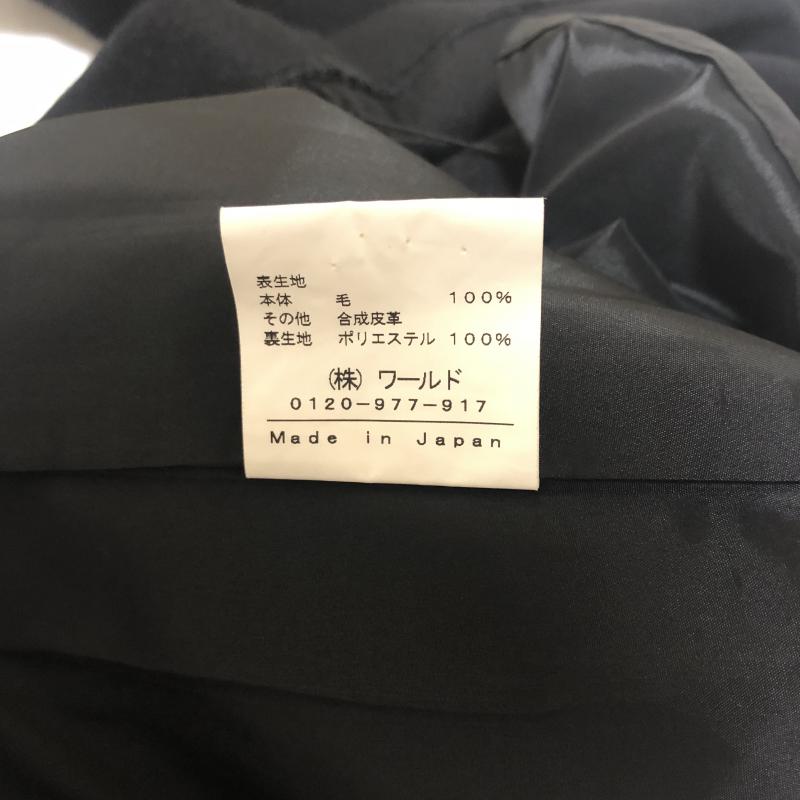 表生地
本体 毛 100%
その他 合成皮革
裏生地 ポリエステル 100%
(株) ワールド
0120-977-917
Made in Japan